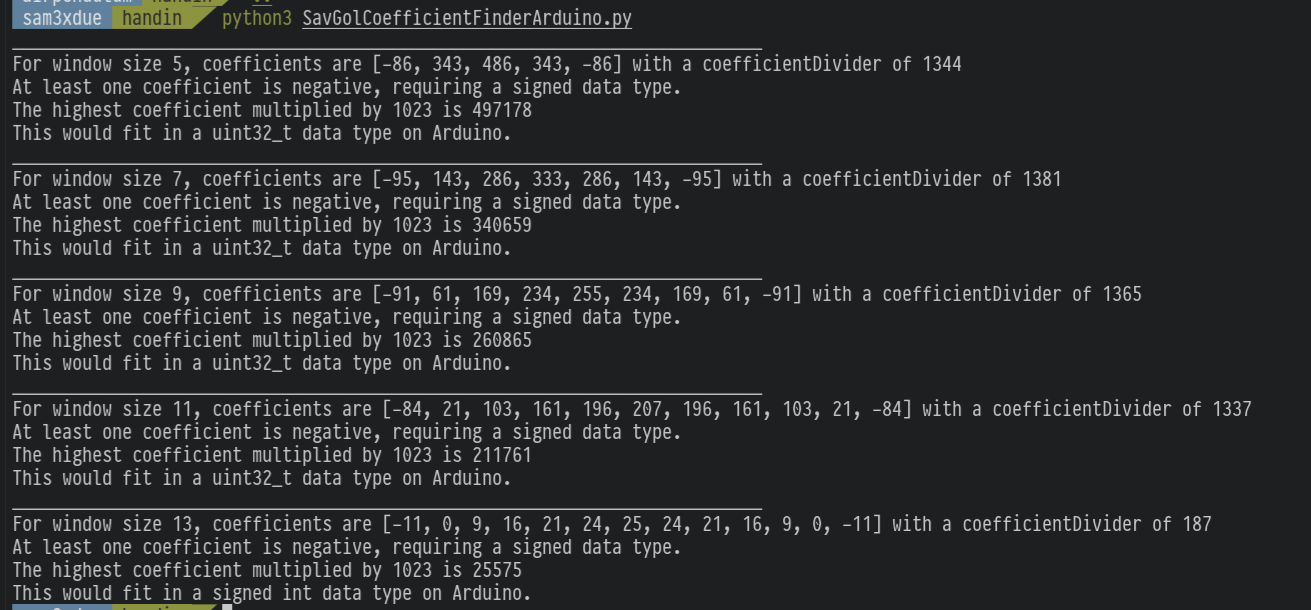 sam3xdue handin python3 SavGolCoefficientFinderArduino.py
For window size 5, coefficients are [-86, 343, 486, 343, -86] with a coefficientDivider of 1344
At least one coefficient is negative, requiring a signed data type.
The highest coefficient multiplied by 1023 is 497178
This would fit in a uint32_t data type on Arduino.
For window size 7, coefficients are [-95, 143, 286, 333, 286, 143, -95] with a coefficientDivider of 1381
At least one coefficient is negative, requiring a signed data type.
The highest coefficient multiplied by 1023 is 340659
This would fit in a uint32_t data type on Arduino.
For window size 9, coefficients are [-91, 61, 169, 234, 255, 234, 169, 61, -91] with a coefficientDivider of 1365
At least one coefficient is negative, requiring a signed data type.
The highest coefficient multiplied by 1023 is 260865
This would fit in a uint32_t data type on Arduino.
For window size 11, coefficients are [-84, 21, 103, 161, 196, 207, 196, 161, 103, 21, -84] with a coefficientDivider of 1337
At least one coefficient is negative, requiring a signed data type.
The highest coefficient multiplied by 1023 is 211761
This would fit in a uint32_t data type on Arduino.
For window size 13, coefficients are [-11, 0, 9, 16, 21, 24, 25, 24, 21, 16, 9, 0, -11] with a coefficientDivider of 187
At least one coefficient is negative, requiring a signed data type.
The highest coefficient multiplied by 1023 is 25575
This would fit in a signed int data type on Arduino.